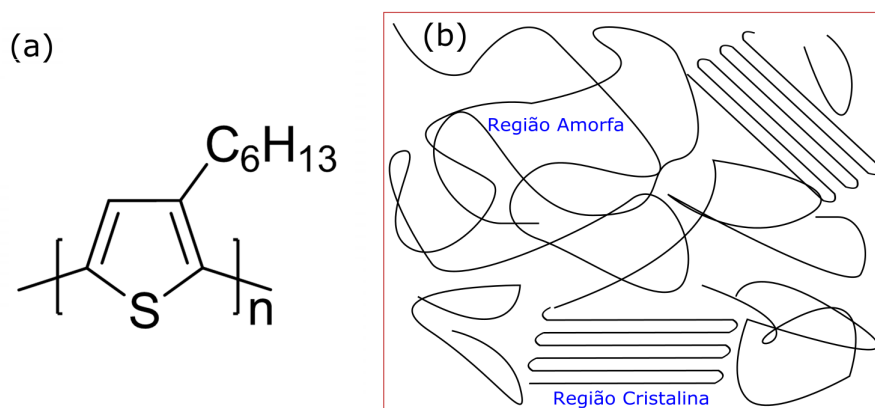 (a)
C₆H₁₃
S
n
(b)
Região Amorfa
Região Cristalina